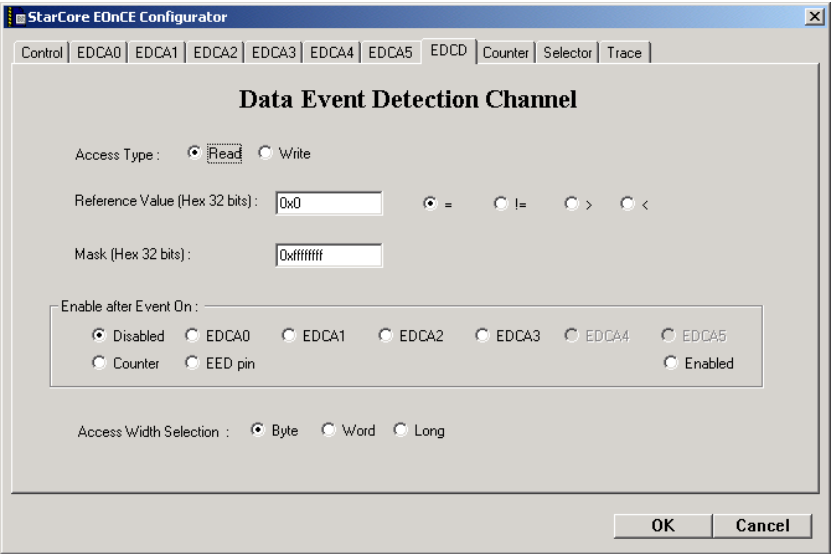 StarCore EOnCE Configurator
Control EDCA0 EDCA1 EDCA2 EDCA3 EDCA4 EDCA5 EDCD Counter Selector Trace
Data Event Detection Channel
Access Type : Read Write
Reference Value (Hex 32 bits) : 0x0 = != > <
Mask (Hex 32 bits) : 0xffffffff
Enable after Event On :
Disabled EDCA0 EDCA1 EDCA2 EDCA3 EDCA4 EDCA5
Counter EED pin Enabled
Access Width Selection : Byte Word Long
OK Cancel